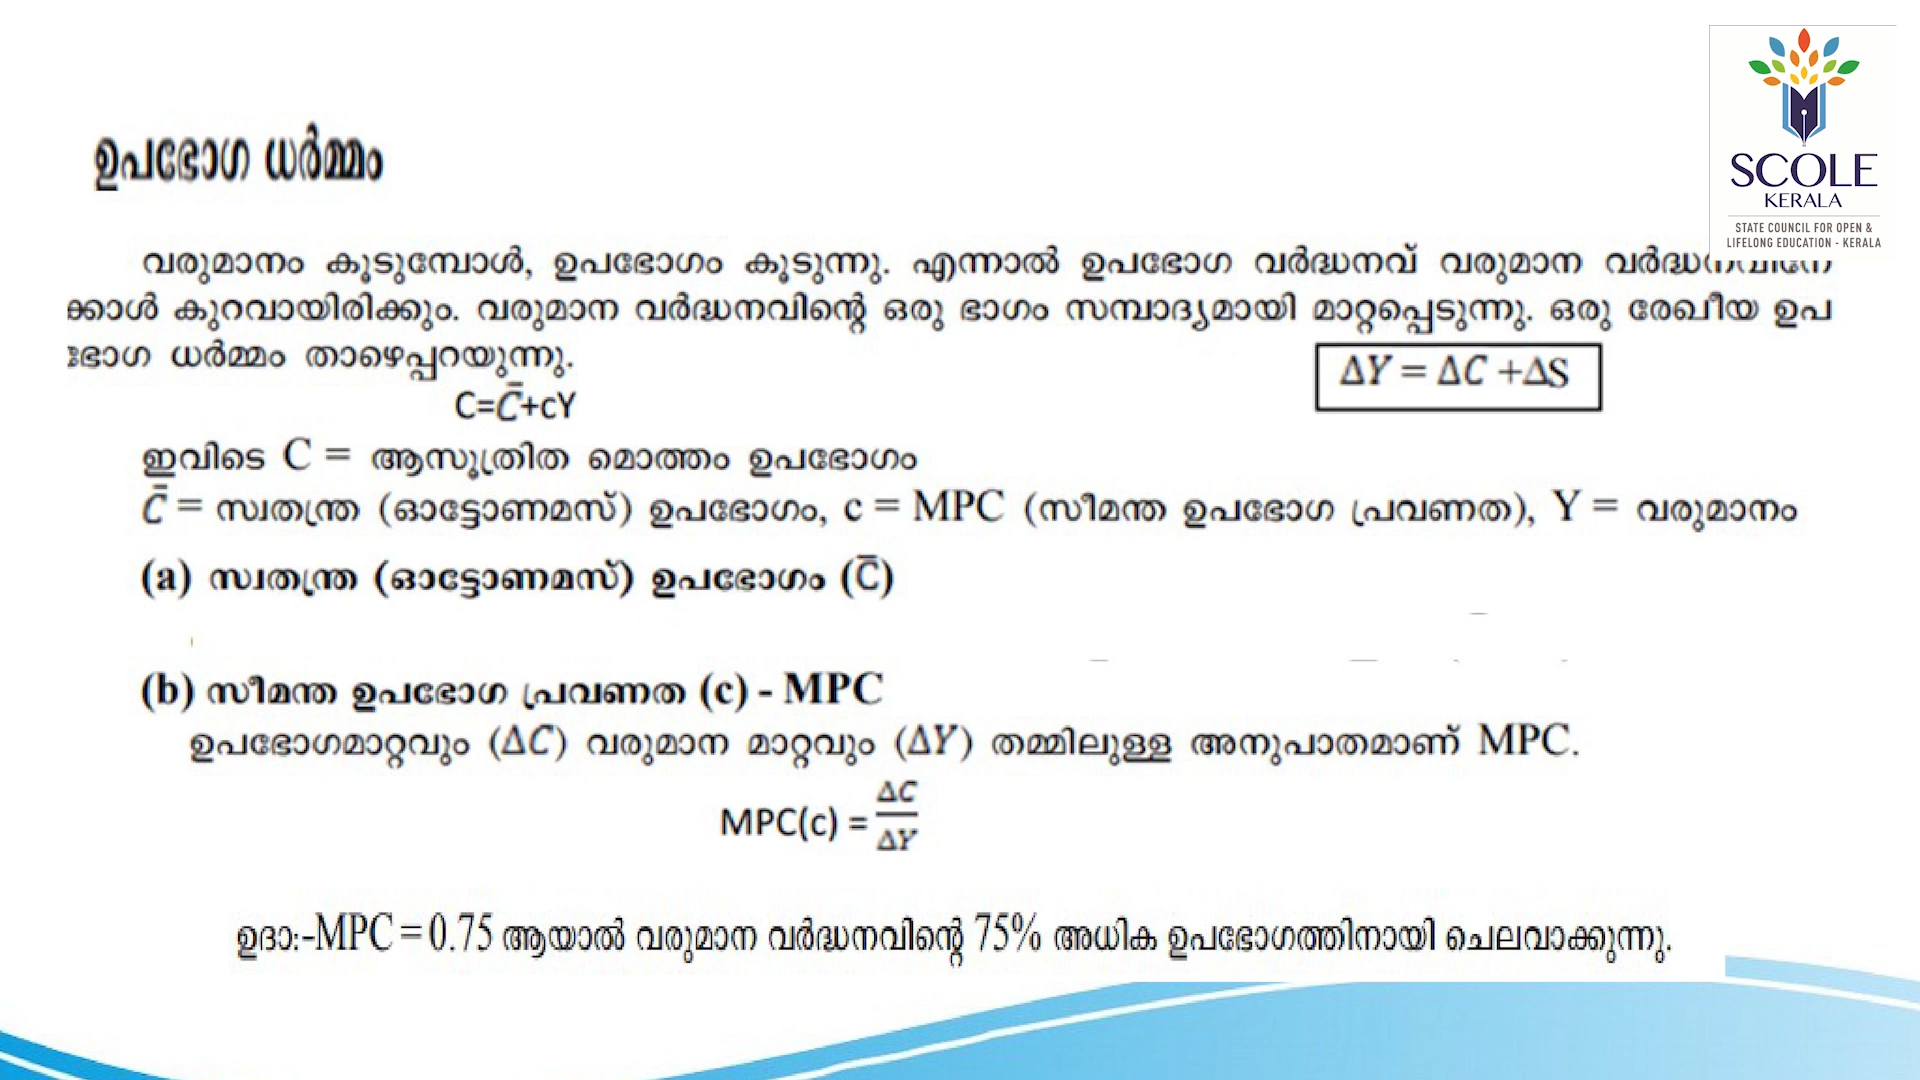 SCOLE
KERALA
STATE COUNCIL FOR OPEN &
LIFELONG EDUCATION - KERALA
ഉപഭോഗ ധർമ്മം
വരുമാനം കൂടുമ്പോൾ, ഉപഭോഗം കൂടുന്നു. എന്നാൽ ഉപഭോഗ വർദ്ധനവ് വരുമാന വർദ്ധനവിനേ
ക്കാൾ കുറവായിരിക്കും. വരുമാന വർദ്ധനവിന്റെ ഒരു ഭാഗം സമ്പാദ്യമായി മാറ്റപ്പെടുന്നു. ഒരു രേഖീയ ഉപ
ഭോഗ ധർമ്മം താഴെപ്പറയുന്നു.
ΔY = ΔC +ΔS
C=C̄+cY
ഇവിടെ C = ആസൂത്രിത മൊത്തം ഉപഭോഗം
C̄ = സ്വതന്ത്ര (ഓട്ടോണമസ്) ഉപഭോഗം, c = MPC (സീമന്ത ഉപഭോഗ പ്രവണത), Y = വരുമാനം
(a) സ്വതന്ത്ര (ഓട്ടോണമസ്) ഉപഭോഗം (C̄)
(b) സീമന്ത ഉപഭോഗ പ്രവണത (c) - MPC
ഉപഭോഗമാറ്റവും (ΔC) വരുമാന മാറ്റവും (ΔY) തമ്മിലുള്ള അനുപാതമാണ് MPC.
MPC(c) = ΔC/ΔY
ഉദാ:-MPC = 0.75 ആയാൽ വരുമാന വർദ്ധനവിന്റെ 75% അധിക ഉപഭോഗത്തിനായി ചെലവാക്കുന്നു.